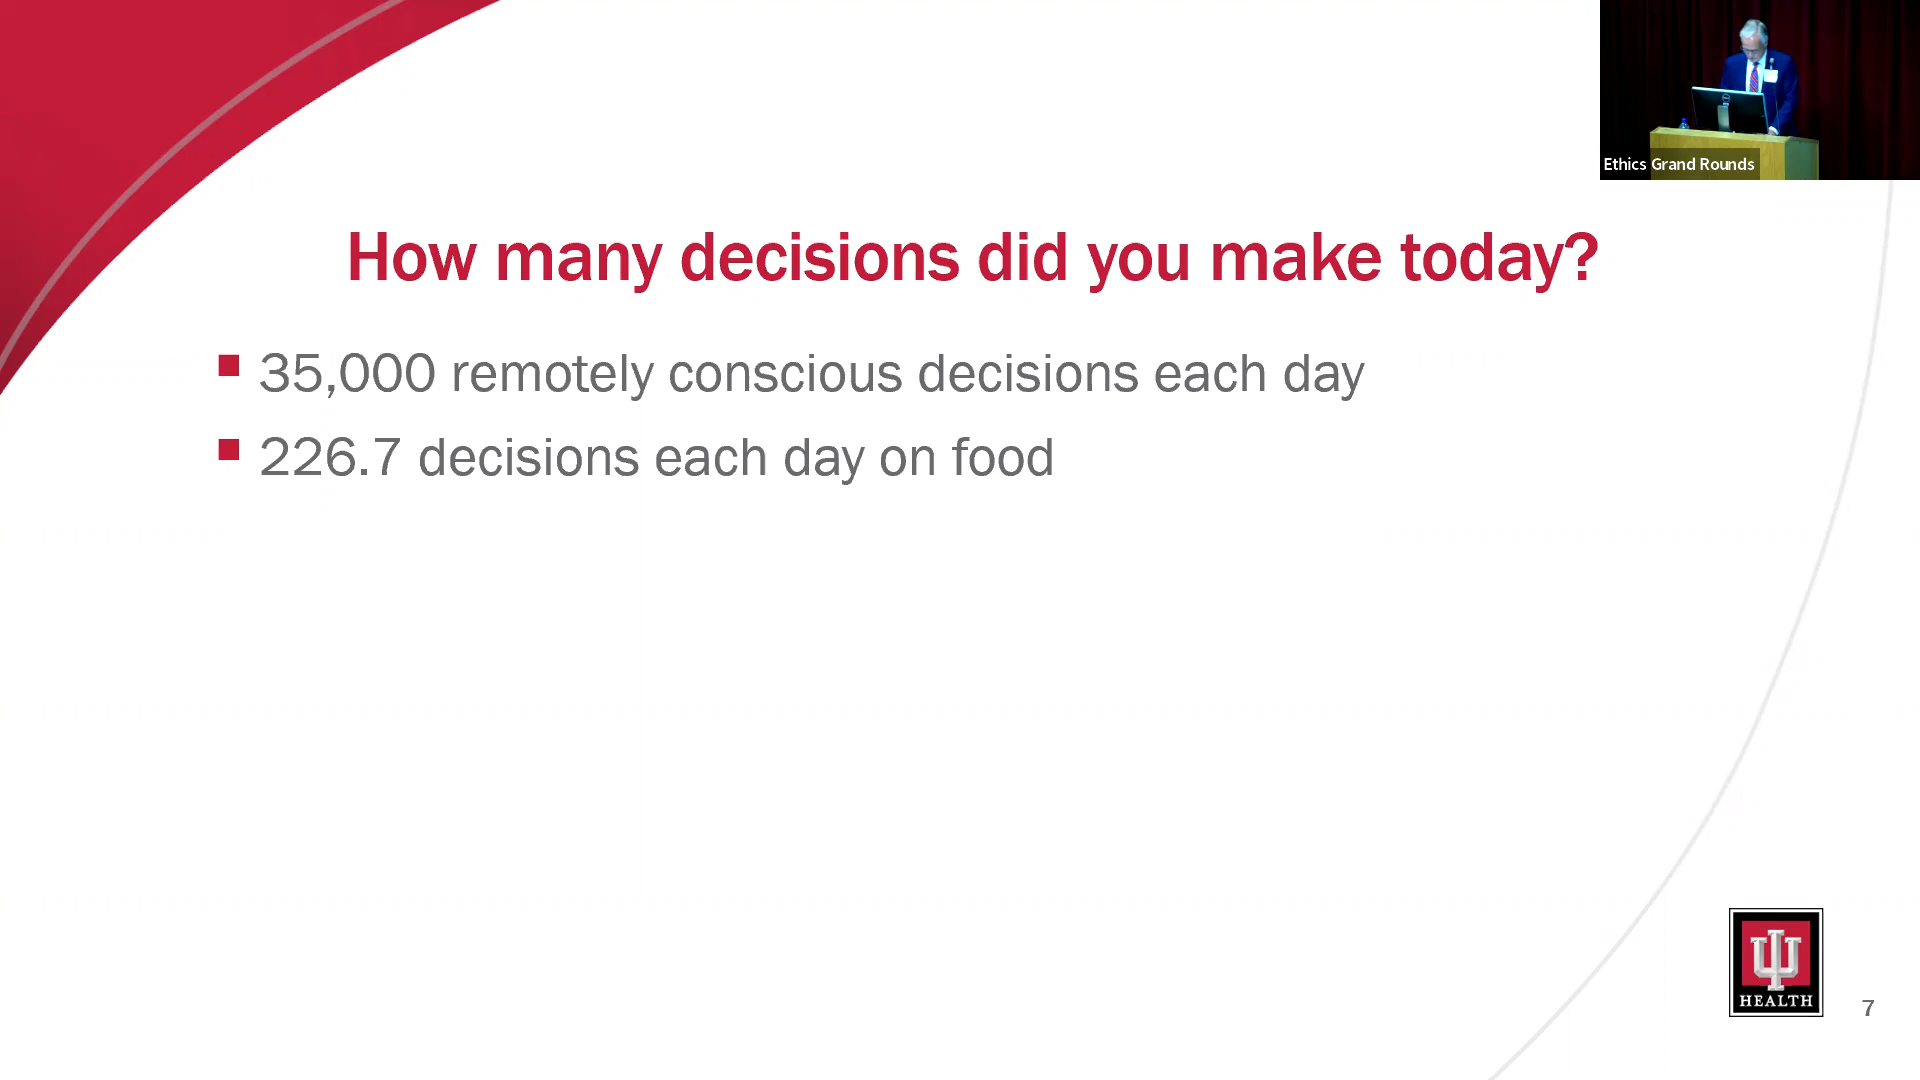 Ethics Grand Rounds
How many decisions did you make today?
35,000 remotely conscious decisions each day
226.7 decisions each day on food
HEALTH
7